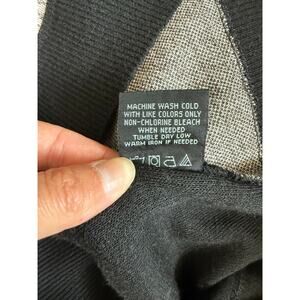 MACHINE WASH COLD
WITH LIKE COLORS ONLY
NON-CHLORINE BLEACH
WHEN NEEDED
TUMBLE DRY LOW
WARM IRON IF NEEDED